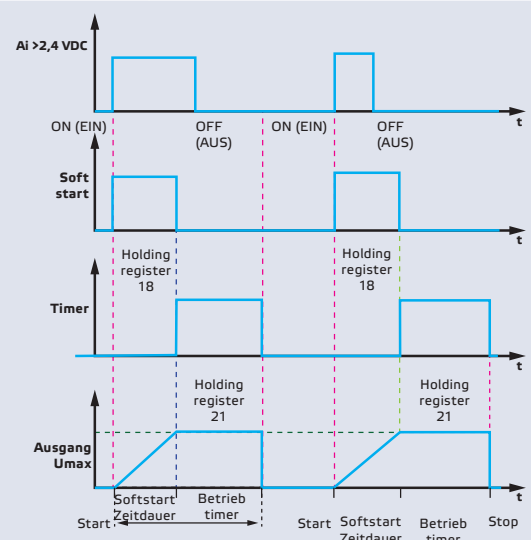 Ai >2,4 VDC
t
ON (EIN) OFF ON (EIN) OFF
(AUS) (AUS)
Soft
start
t
Holding Holding
register register
18 18
Timer
t
Holding Holding
register register
21 21
Ausgang
Umax
t
Softstart Betrieb
Zeitdauer timer
Start Start Softstart Betrieb Stop
Zeitdauer timer